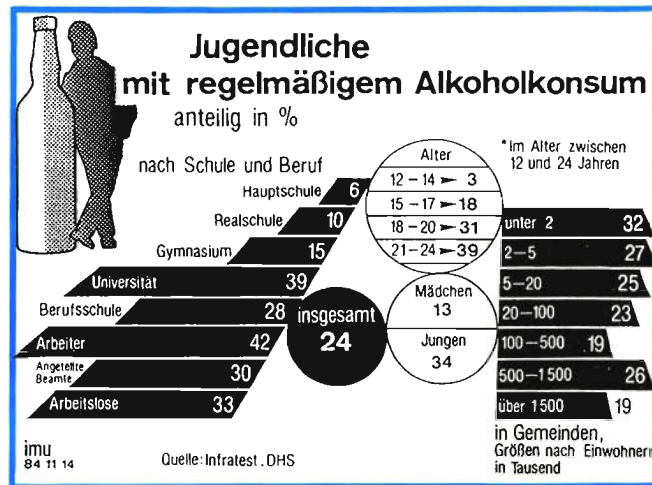 Jugendliche
mit regelmäßigem Alkoholkonsum
anteilig in %
*Im Alter zwischen
12 und 24 Jahren
nach Schule und Beruf
Hauptschule 6
Realschule 10
Gymnasium 15
Universität 39
Berufsschule 28
Arbeiter 42
Angetellte
Beamte 30
Arbeitslose 33
insgesamt
24
Alter
12 – 14 ► 3
15 – 17 ► 18
18 – 20 ► 31
21 – 24 ► 39
Mädchen
13
Jungen
34
unter 2 32
2 – 5 27
5 – 20 25
20 – 100 23
100 – 500 19
500 – 1500 26
über 1500 19
in Gemeinden,
Größen nach Einwohnern
in Tausend
imu
84 11 14
Quelle: Infratest. DHS